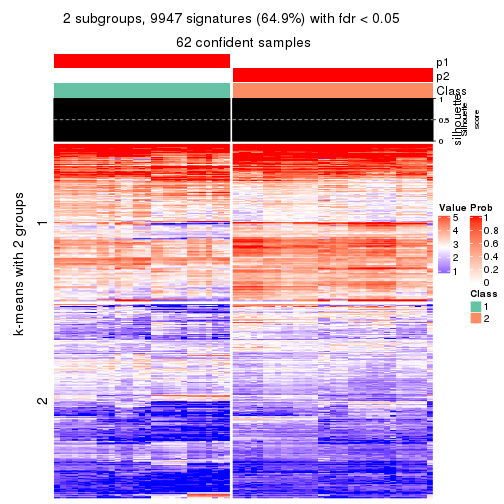 2 subgroups, 9947 signatures (64.9%) with fdr < 0.05
62 confident samples
p1
p2
Class
1
0.5
0
silhouette
Silhouette
score
k-means with 2 groups
1
2
Value
5
4
3
2
1
Prob
1
0.8
0.6
0.4
0.2
0
Class
1
2